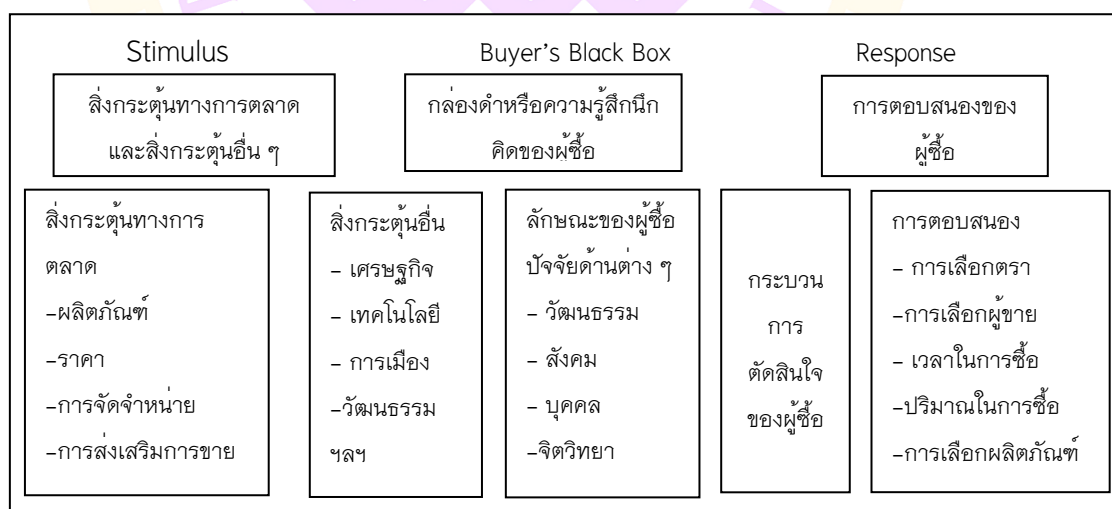 Stimulus
Buyer's Black Box
Response
สิ่งกระตุ้นทางการตลาด
และสิ่งกระตุ้นอื่น ๆ
กล่องดำหรือความรู้สึกนึก
คิดของผู้ซื้อ
การตอบสนองของ
ผู้ซื้อ
สิ่งกระตุ้นทางการ
ตลาด
-ผลิตภัณฑ์
-ราคา
-การจัดจำหน่าย
-การส่งเสริมการขาย
สิ่งกระตุ้นอื่น
- เศรษฐกิจ
- เทคโนโลยี
- การเมือง
-วัฒนธรรม
ฯลฯ
ลักษณะของผู้ซื้อ
ปัจจัยด้านต่าง ๆ
- วัฒนธรรม
- สังคม
- บุคคล
-จิตวิทยา
กระบวน
การ
ตัดสินใจ
ของผู้ซื้อ
การตอบสนอง
- การเลือกตรา
-การเลือกผู้ขาย
- เวลาในการซื้อ
-ปริมาณในการซื้อ
-การเลือกผลิตภัณฑ์